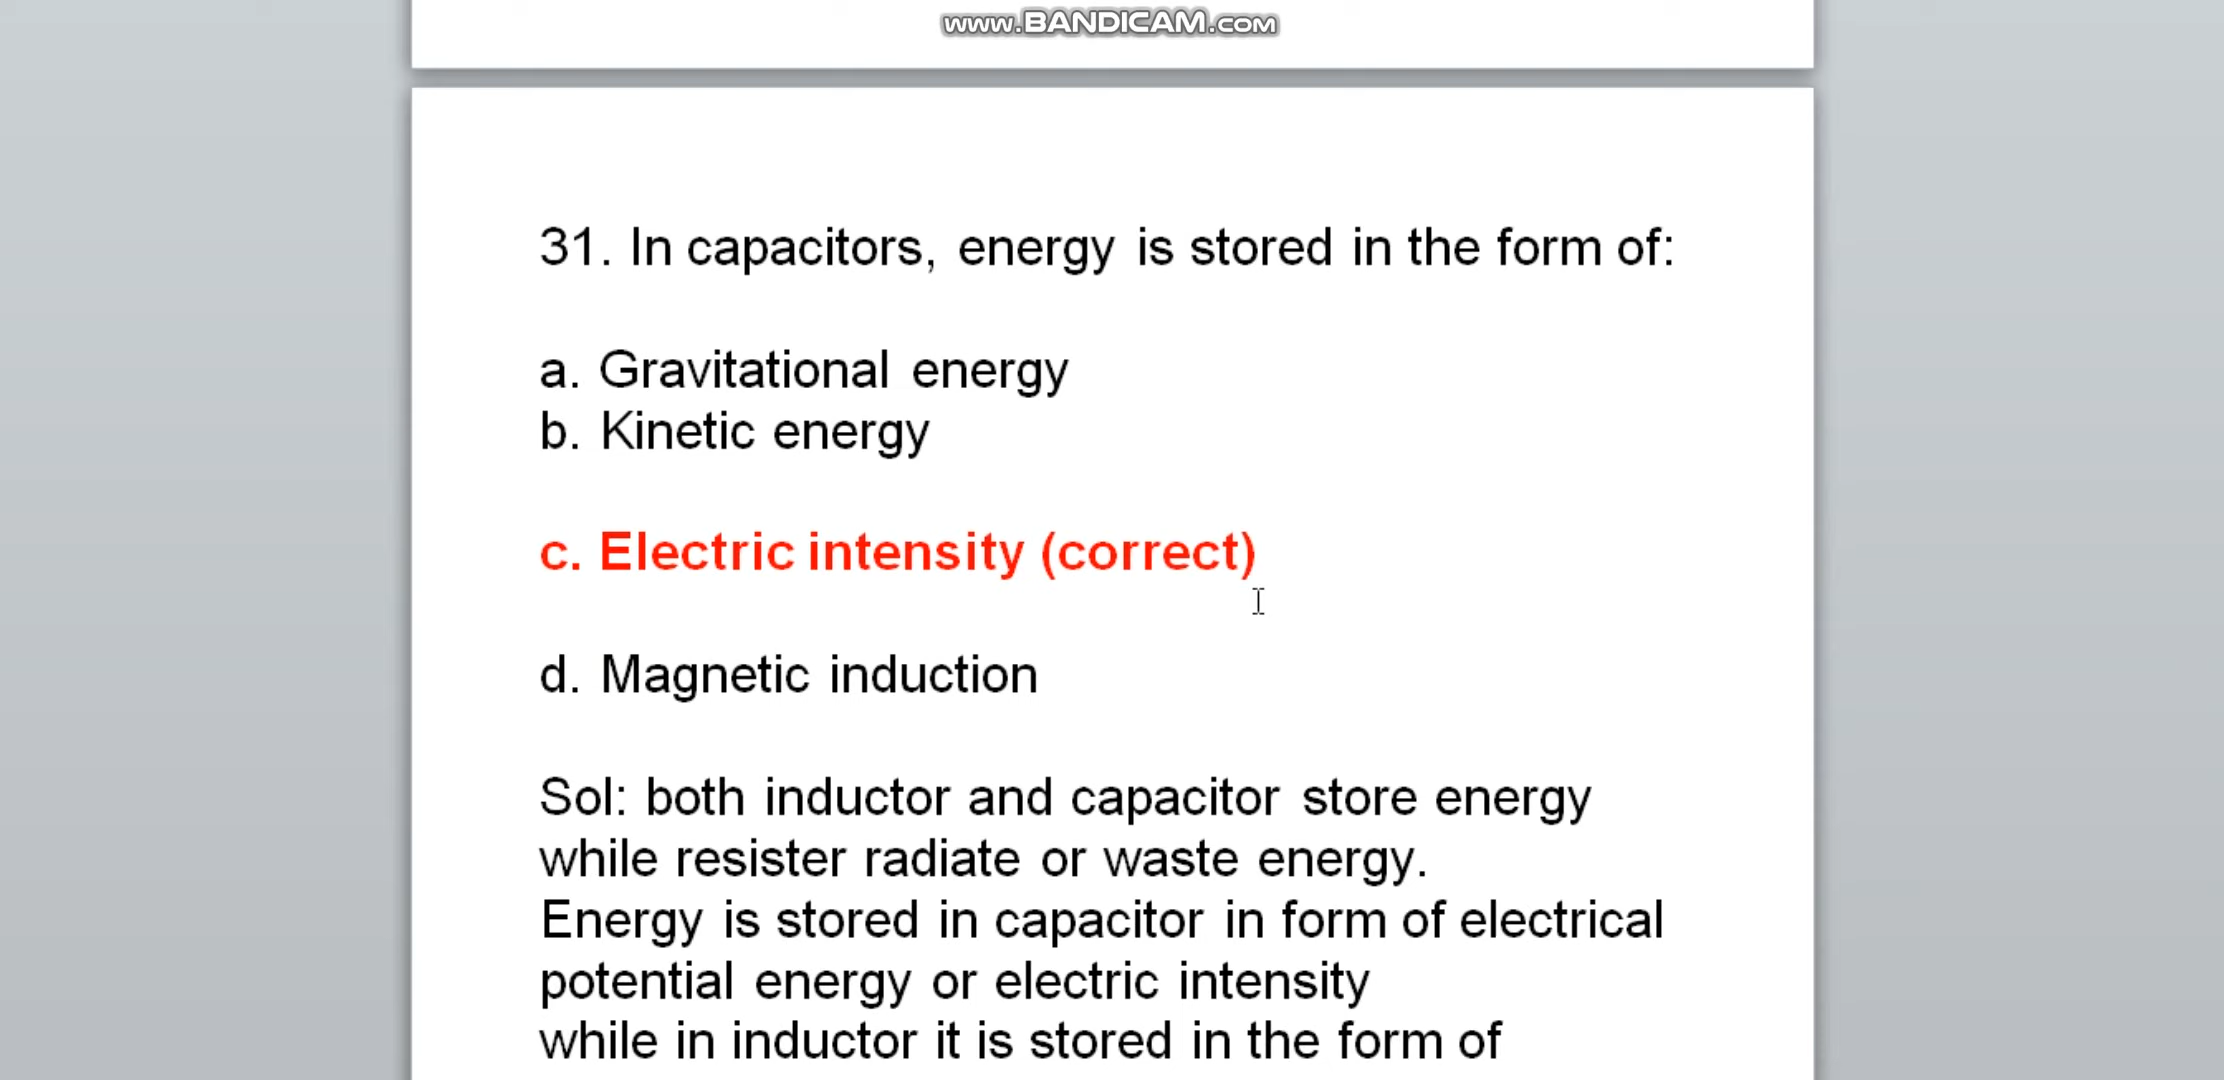 www.BANDICAM.com
31. In capacitors, energy is stored in the form of:
a. Gravitational energy
b. Kinetic energy
c. Electric intensity (correct)
d. Magnetic induction
Sol: both inductor and capacitor store energy
while resister radiate or waste energy.
Energy is stored in capacitor in form of electrical
potential energy or electric intensity
while in inductor it is stored in the form of